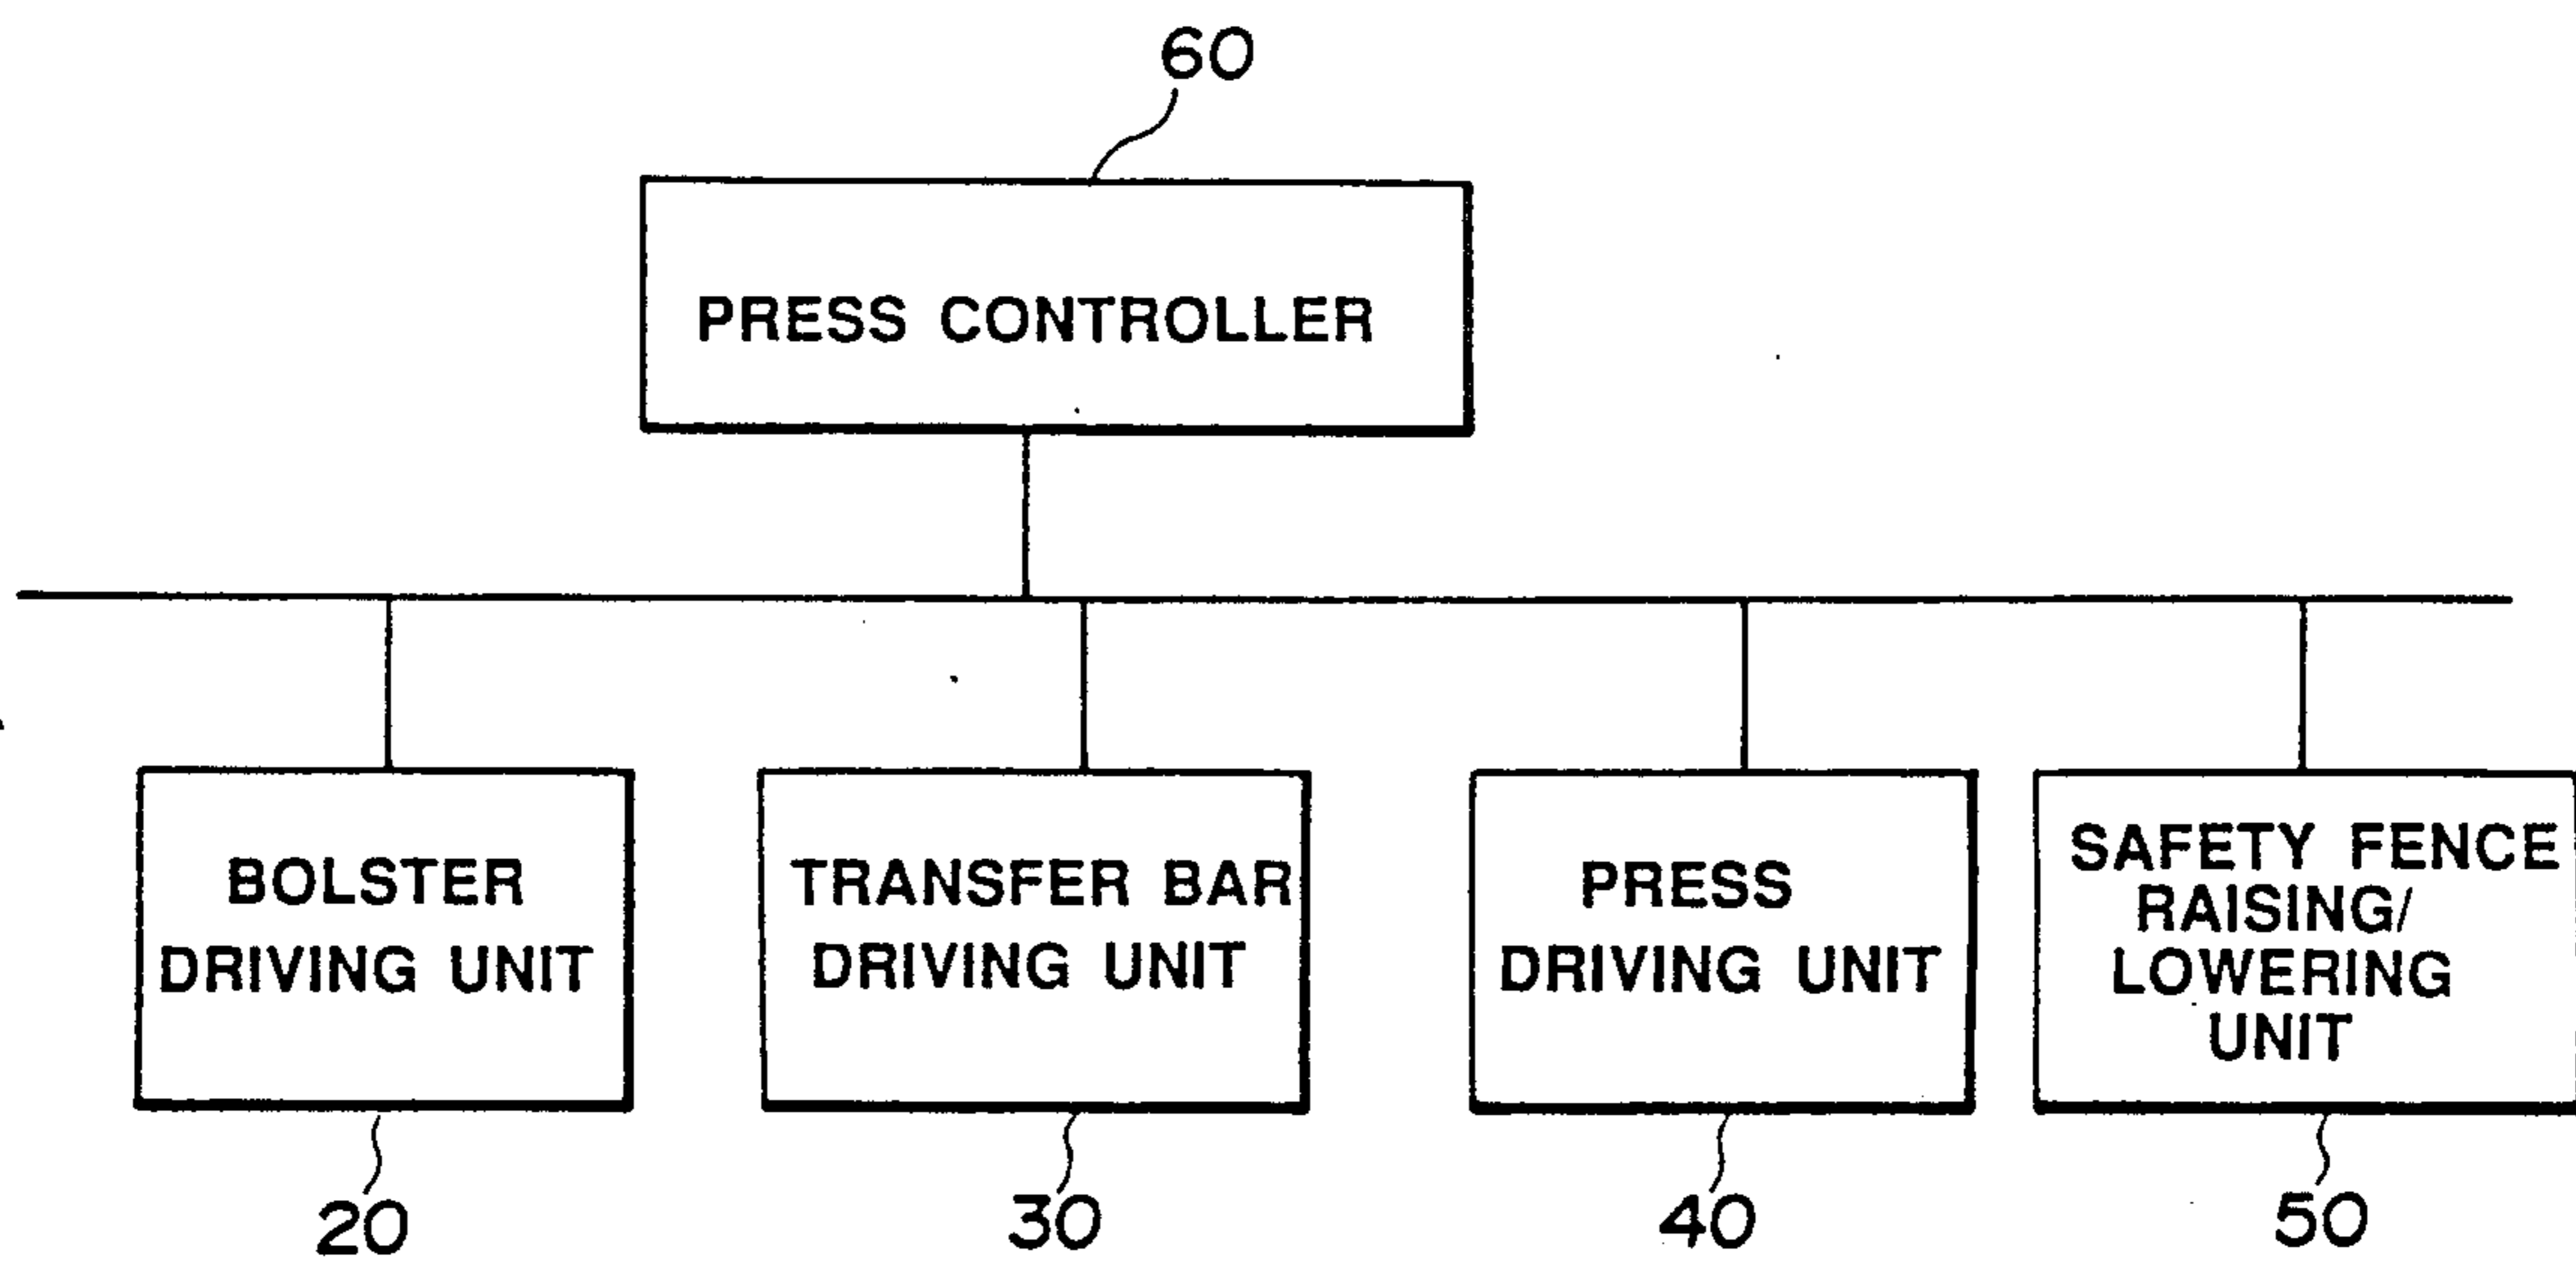 60
PRESS CONTROLLER
BOLSTER
DRIVING UNIT
TRANSFER BAR
DRIVING UNIT
PRESS
DRIVING UNIT
SAFETY FENCE
RAISING/
LOWERING
UNIT
20
30
40
50